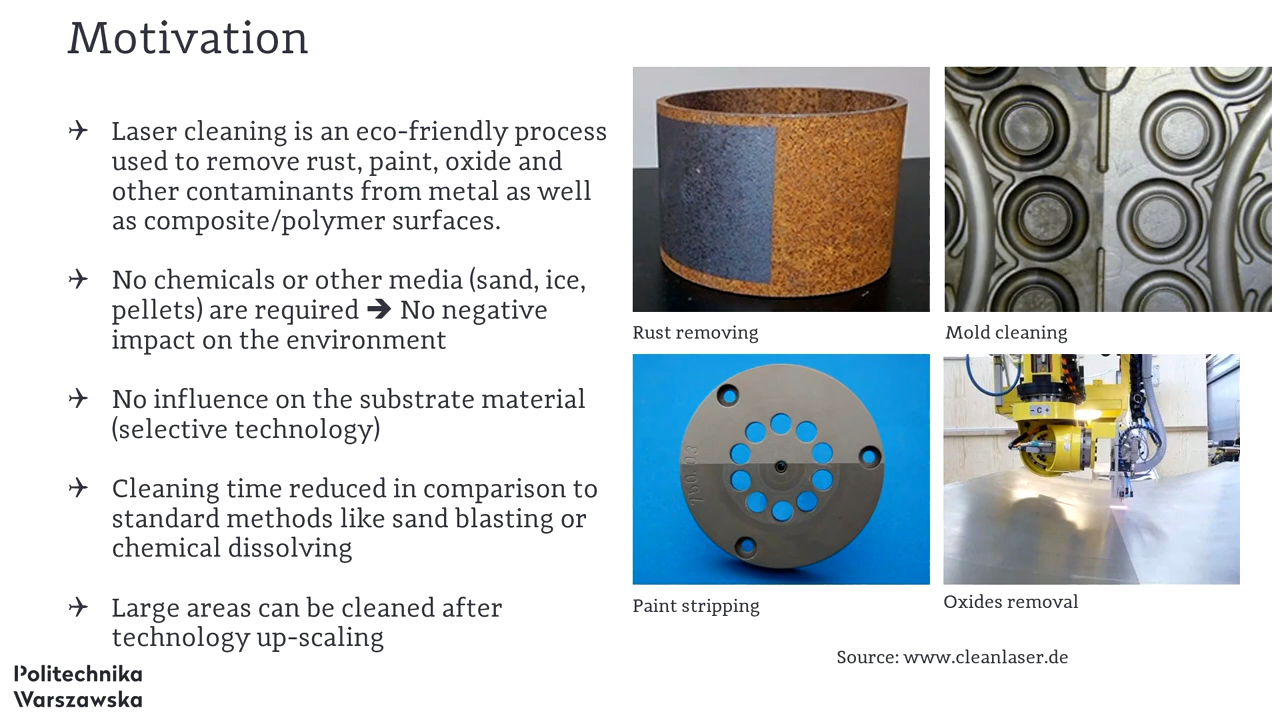 Motivation
Laser cleaning is an eco-friendly process
used to remove rust, paint, oxide and
other contaminants from metal as well
as composite/polymer surfaces.
No chemicals or other media (sand, ice,
pellets) are required ➔ No negative
impact on the environment
No influence on the substrate material
(selective technology)
Cleaning time reduced in comparison to
standard methods like sand blasting or
chemical dissolving
Large areas can be cleaned after
technology up-scaling
Rust removing
Mold cleaning
- C +
Paint stripping
Oxides removal
Source: www.cleanlaser.de
Politechnika
Warszawska